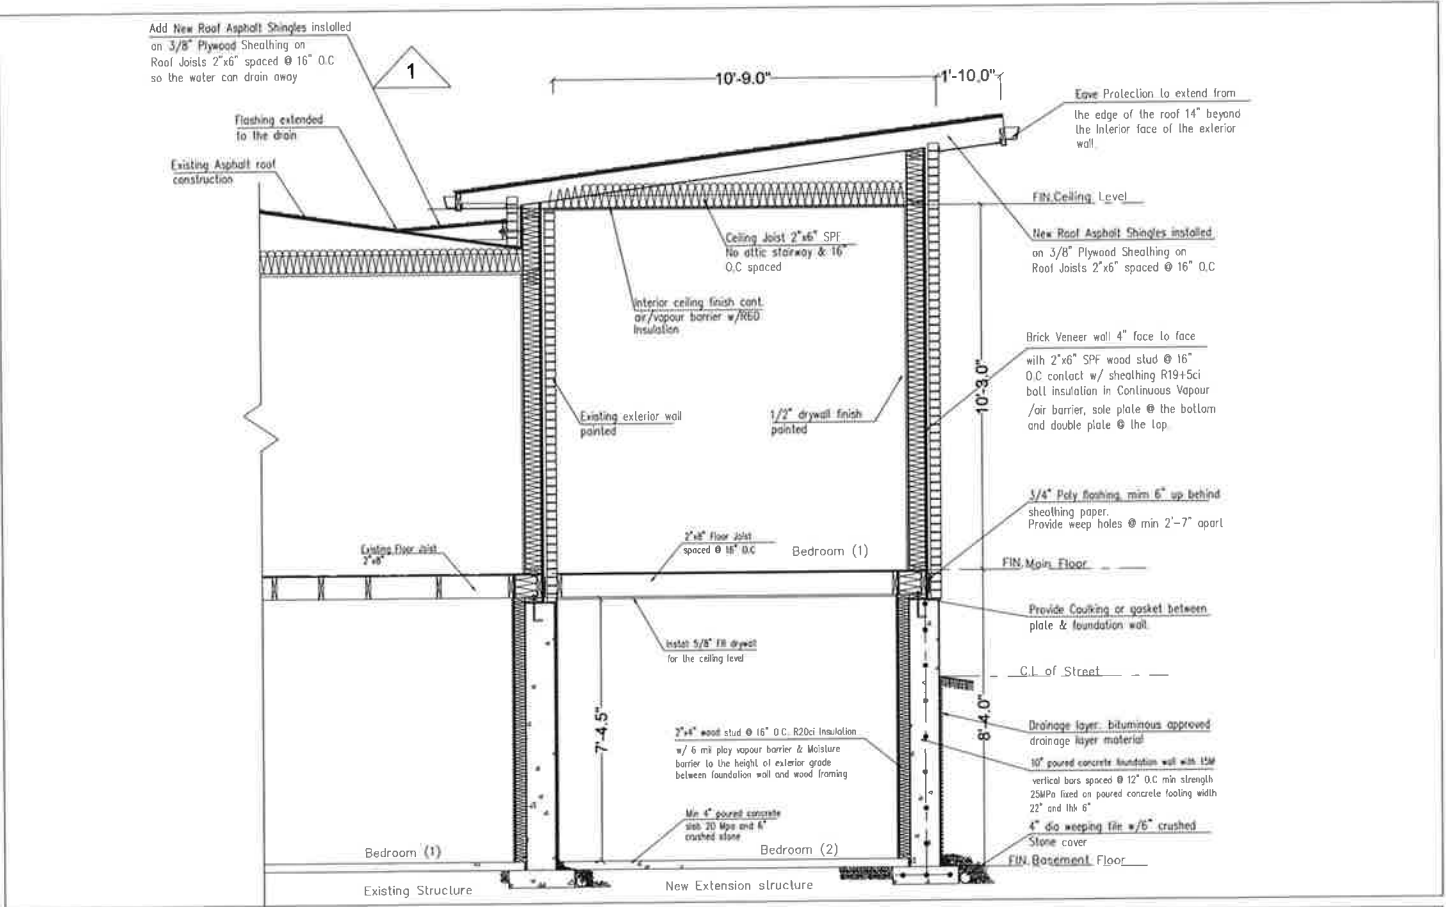 Add New Roof Asphalt Shingles installed
on 3/8" Plywood Sheathing on
Roof Joists 2"x6" spaced @ 16" O.C
so the water can drain away
1
10'-9.0"
1'-10.0"
Eave Protection to extend from
the edge of the roof 14" beyond
the Interior face of the exterior
wall.
Flashing extended
to the drain
Existing Asphalt roof
construction
FIN.Ceiling Level
Ceiling Joist 2"x6" SPF
No attic stairway & 16"
O.C spaced
New Roof Asphalt Shingles installed
on 3/8" Plywood Sheathing on
Roof Joists 2"x6" spaced @ 16" O.C
Interior ceiling finish cont.
air/vapour barrier w/R60
Insulation
Brick Veneer wall 4" face to face
with 2"x6" SPF wood stud @ 16"
O.C contact w/ sheathing R19+5ci
batt insulation in Continuous Vapour
/air barrier, sole plate @ the bottom
and double plate @ the top.
10'-3.0"
Existing exterior wall
painted
1/2" drywall finish
painted
3/4" Poly flashing, mim 6" up behind
sheathing paper.
Provide weep holes @ min 2'-7" apart
Existing Floor Joist
2"x8"
2"x8" Floor Joist
spaced @ 16" O.C
Bedroom (1)
FIN.Main Floor
Provide Caulking or gasket between
plate & foundation wall.
Install 5/8" FR drywall
for the ceiling level
C.L of Street
7'-4.5"
8'-4.0"
2"x4" wood stud @ 16" O.C. R20ci Insulation
w/ 6 mil ploy vapour barrier & Moisture
barrier to the height of exterior grade
between foundation wall and wood framing
Drainage layer: bituminous approved
drainage layer material
10" poured concrete foundation wall with 15M
vertical bars spaced @ 12" O.C min strength
25MPa fixed on poured concrete footing width
22" and thk 6"
Min 4" poured concrete
slab 20 Mpa and 6"
crushed stone
4" dia weeping tile w/6" crushed
Stone cover
Bedroom (1)
Bedroom (2)
FIN.Basement Floor
Existing Structure
New Extension structure